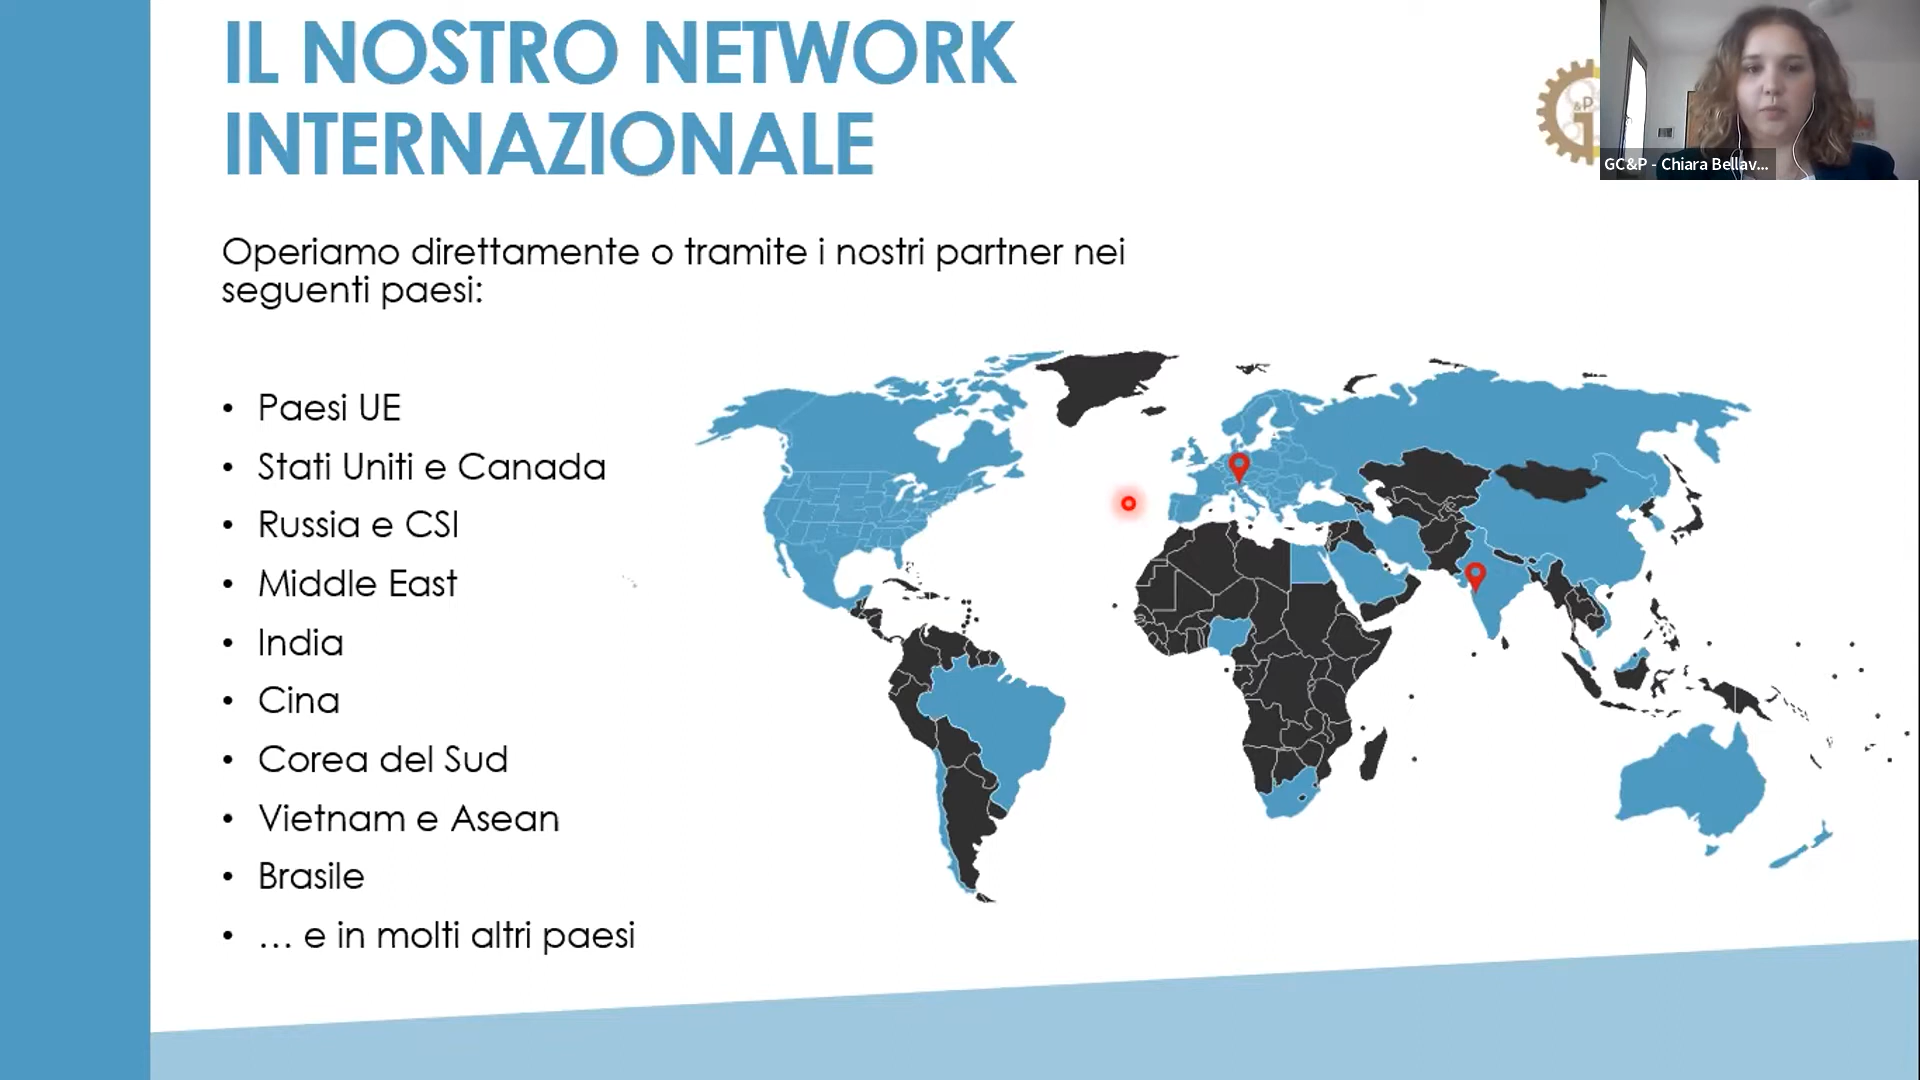 IL NOSTRO NETWORK
INTERNAZIONALE
&P
GC&P - Chiara Bellav...
Operiamo direttamente o tramite i nostri partner nei
seguenti paesi:
• Paesi UE
• Stati Uniti e Canada
• Russia e CSI
• Middle East
• India
• Cina
• Corea del Sud
• Vietnam e Asean
• Brasile
• … e in molti altri paesi